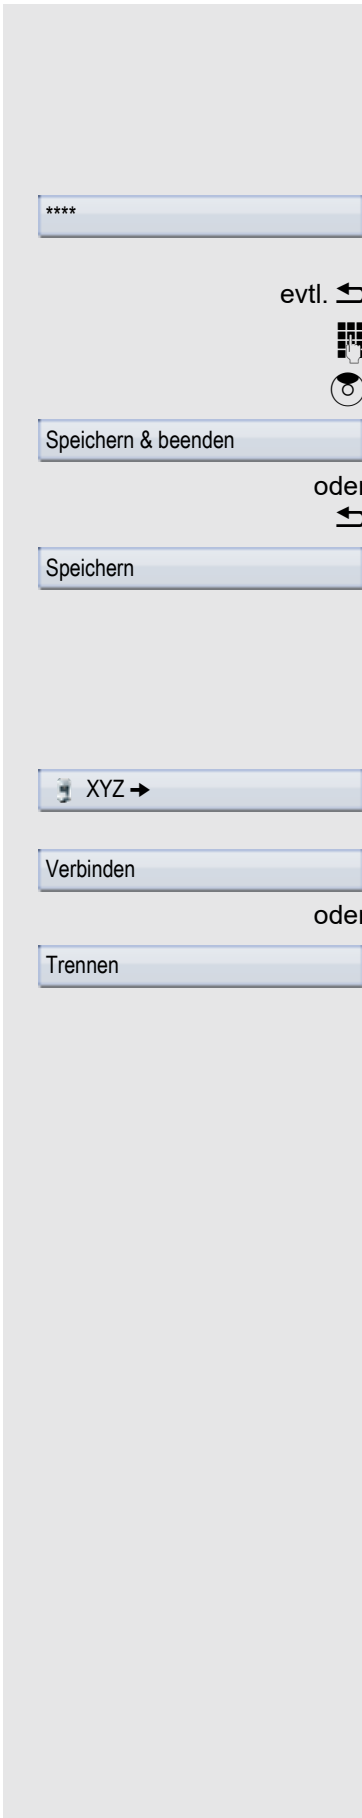 ****
evtl.
Speichern & beenden
oder
Speichern
XYZ →
Verbinden
oder
Trennen